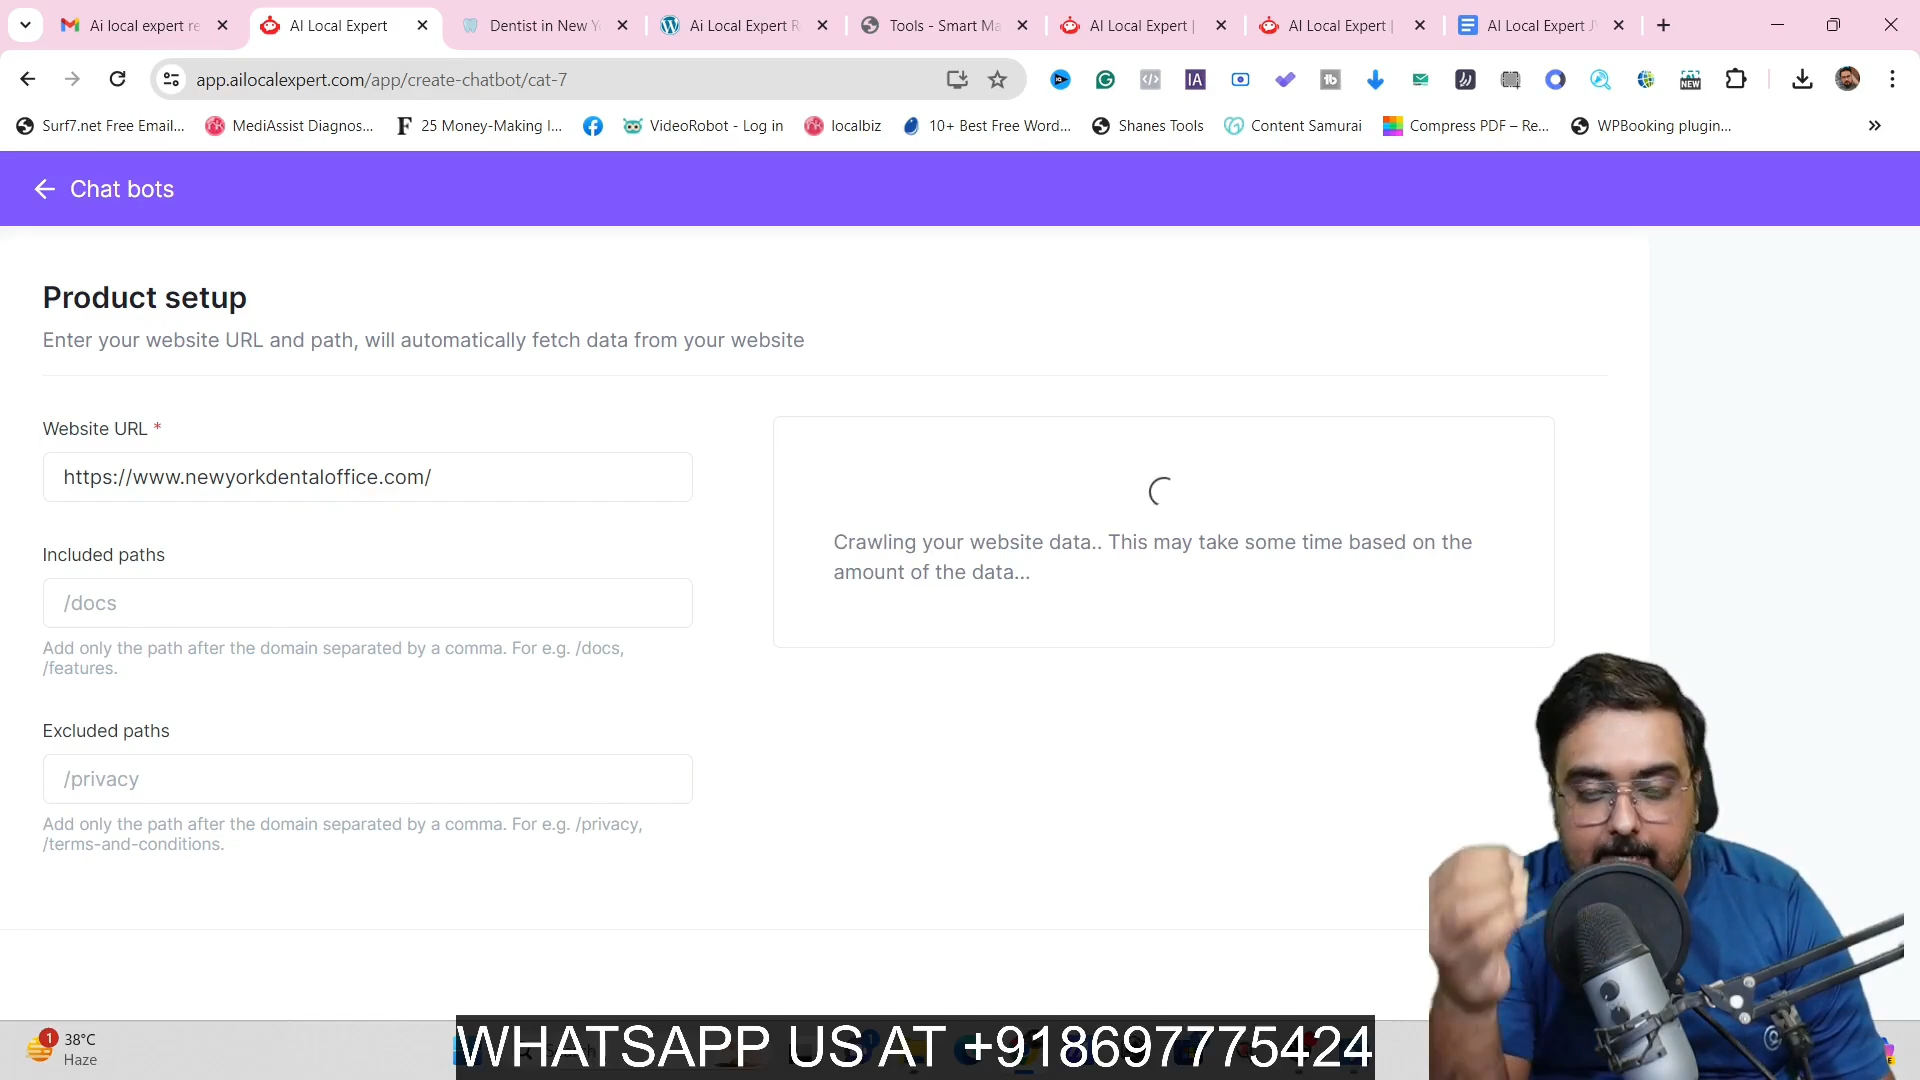 Ai local expert re
AI Local Expert
Dentist in New Y
Ai Local Expert R
Tools - Smart Ma
AI Local Expert |
AI Local Expert |
AI Local Expert J
app.ailocalexpert.com/app/create-chatbot/cat-7
Surf7.net Free Email...
MediAssist Diagnos...
25 Money-Making I...
VideoRobot - Log in
localbiz
10+ Best Free Word...
Shanes Tools
Content Samurai
Compress PDF – Re...
WPBooking plugin...
Chat bots
Product setup
Enter your website URL and path, will automatically fetch data from your website
Website URL *
https://www.newyorkdentaloffice.com/
Included paths
/docs
Add only the path after the domain separated by a comma. For e.g. /docs,
/features.
Excluded paths
/privacy
Add only the path after the domain separated by a comma. For e.g. /privacy,
/terms-and-conditions.
Crawling your website data.. This may take some time based on the
amount of the data...
1
38°C
Haze
WHATSAPP US AT +918697775424